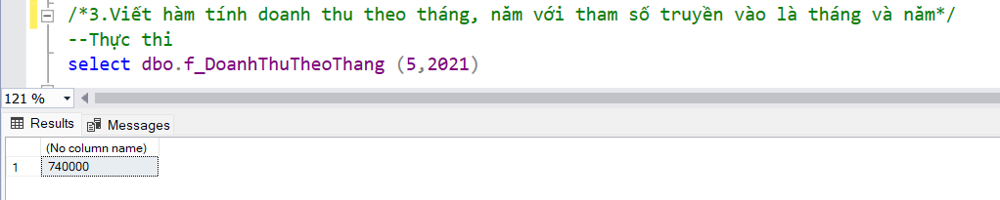 /*3.Viết hàm tính doanh thu theo tháng, năm với tham số truyền vào là tháng và năm*/
--Thực thi
select dbo.f_DoanhThuTheoThang (5,2021)
121 %
Results Messages
(No column name)
1 740000